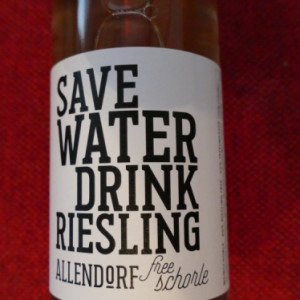 SAVE
WATER
DRINK
RIESLING
ALLENDORF free
schorle